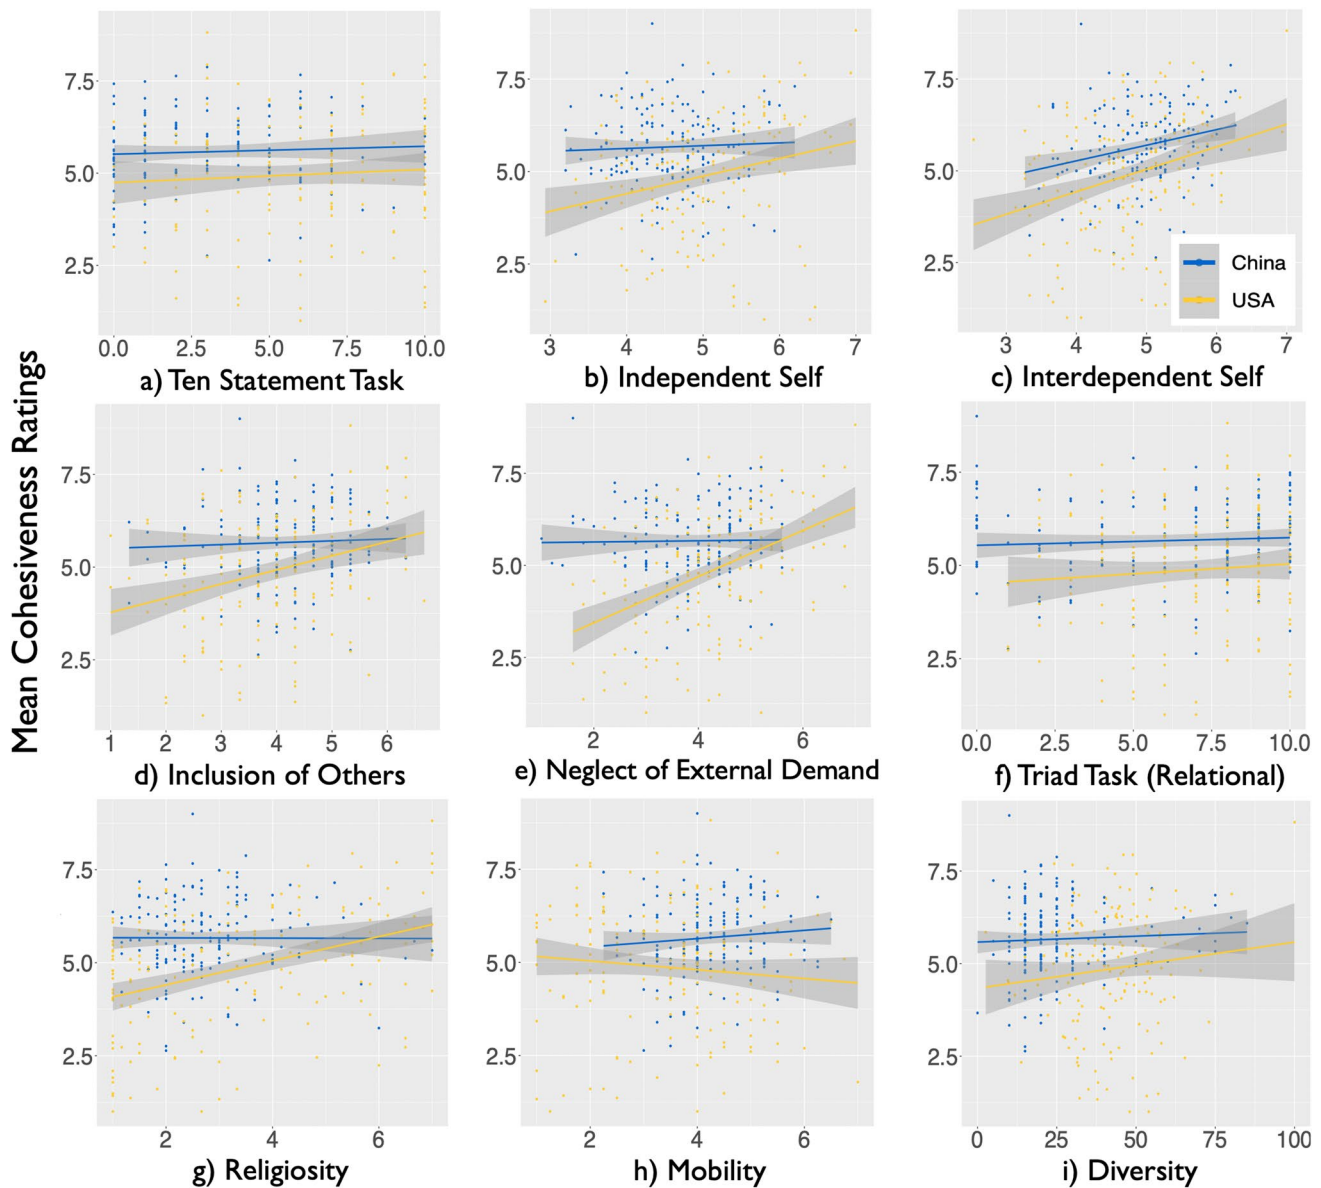 Mean Cohesiveness Ratings
7.5
5.0
2.5
0.0 2.5 5.0 7.5 10.0
a) Ten Statement Task
7.5
5.0
2.5
3 4 5 6 7
b) Independent Self
7.5
5.0
2.5
China
USA
3 4 5 6 7
c) Interdependent Self
7.5
5.0
2.5
1 2 3 4 5 6
d) Inclusion of Others
7.5
5.0
2.5
2 4 6
e) Neglect of External Demand
7.5
5.0
2.5
0.0 2.5 5.0 7.5 10.0
f) Triad Task (Relational)
7.5
5.0
2.5
2 4 6
g) Religiosity
7.5
5.0
2.5
2 4 6
h) Mobility
7.5
5.0
2.5
0 25 50 75 100
i) Diversity